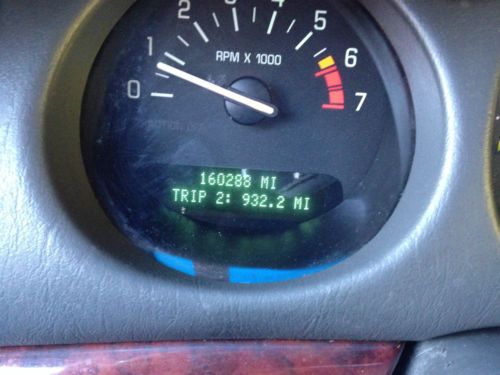 0 1 2 3 4 5 6 7
RPM X 1000
160288 MI
TRIP 2: 932.2 MI